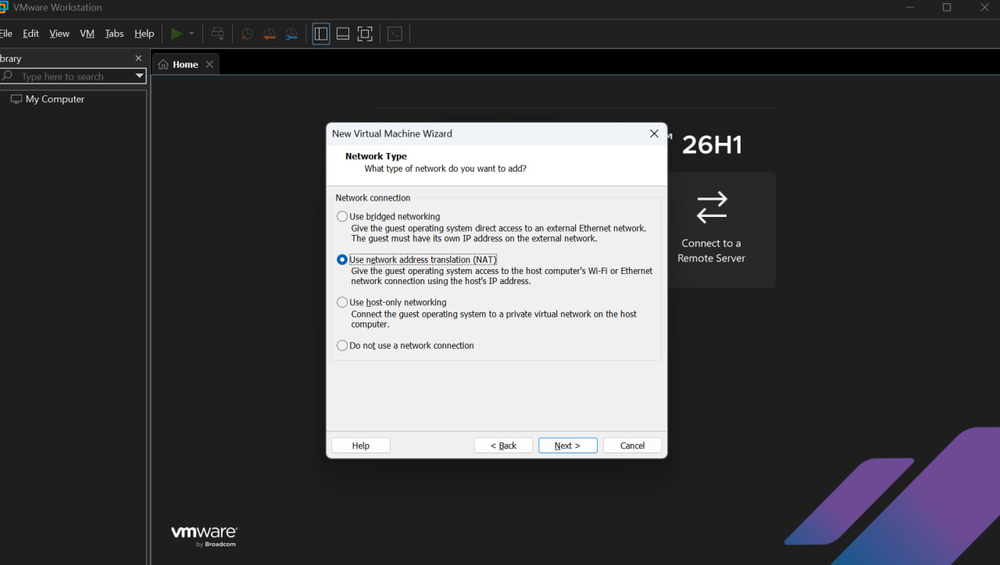 VMware Workstation
File Edit View VM Tabs Help
brary
Type here to search
My Computer
Home
26H1
Connect to a
Remote Server
New Virtual Machine Wizard
Network Type
What type of network do you want to add?
Network connection
Use bridged networking
Give the guest operating system direct access to an external Ethernet network.
The guest must have its own IP address on the external network.
Use network address translation (NAT)
Give the guest operating system access to the host computer's Wi-Fi or Ethernet
network connection using the host's IP address.
Use host-only networking
Connect the guest operating system to a private virtual network on the host
computer.
Do not use a network connection
Help
< Back
Next >
Cancel
vmware
by Broadcom